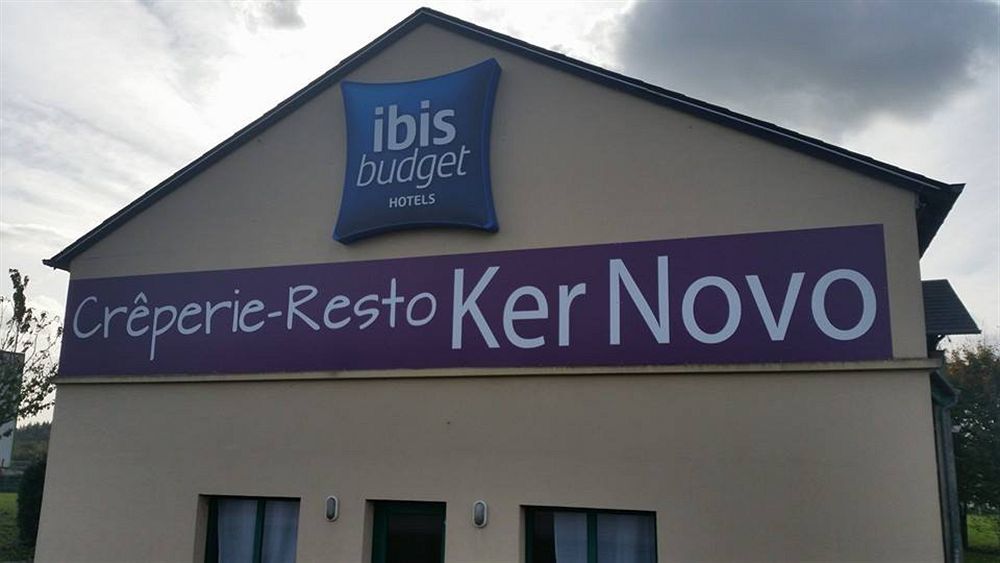 ibis
budget
HOTELS
Crêperie-Resto Ker Novo